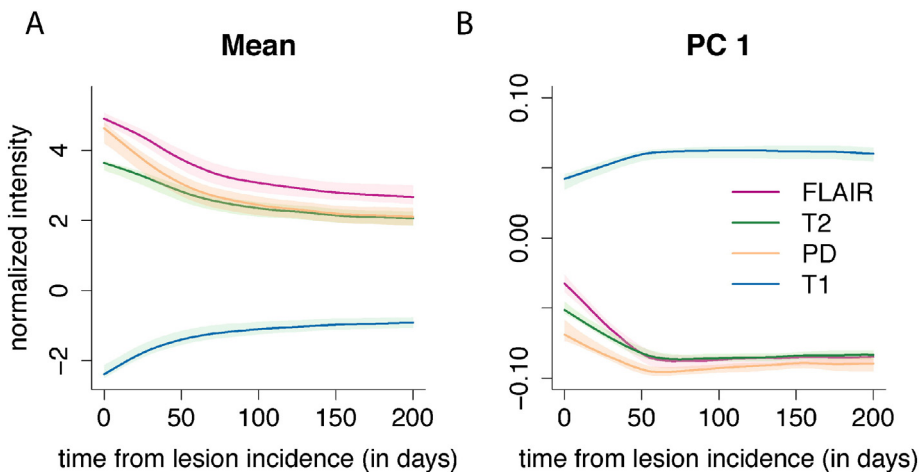 A
Mean
normalized intensity
4
2
0
−2
0 50 100 150 200
time from lesion incidence (in days)
B
PC 1
0.10
0.00
−0.10
FLAIR
T2
PD
T1
0 50 100 150 200
time from lesion incidence (in days)